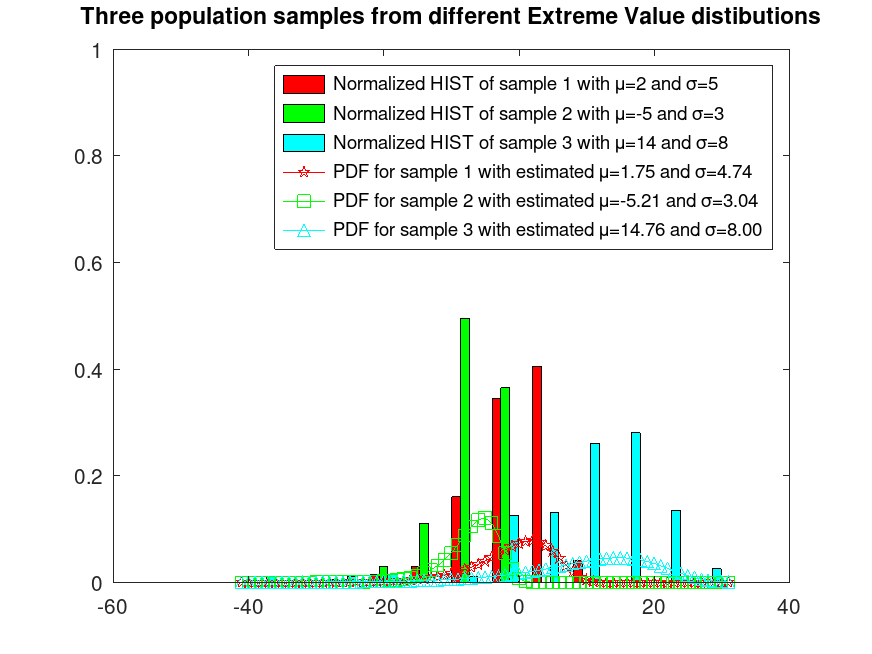 Three population samples from different Extreme Value distibutions
1
0.8
0.6
0.4
0.2
0
-60
-40
-20
0
20
40
Normalized HIST of sample 1 with μ=2 and σ=5
Normalized HIST of sample 2 with μ=-5 and σ=3
Normalized HIST of sample 3 with μ=14 and σ=8
PDF for sample 1 with estimated μ=1.75 and σ=4.74
PDF for sample 2 with estimated μ=-5.21 and σ=3.04
PDF for sample 3 with estimated μ=14.76 and σ=8.00